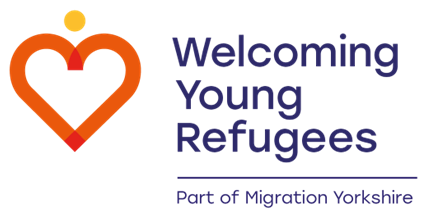 Welcoming
Young
Refugees
Part of Migration Yorkshire